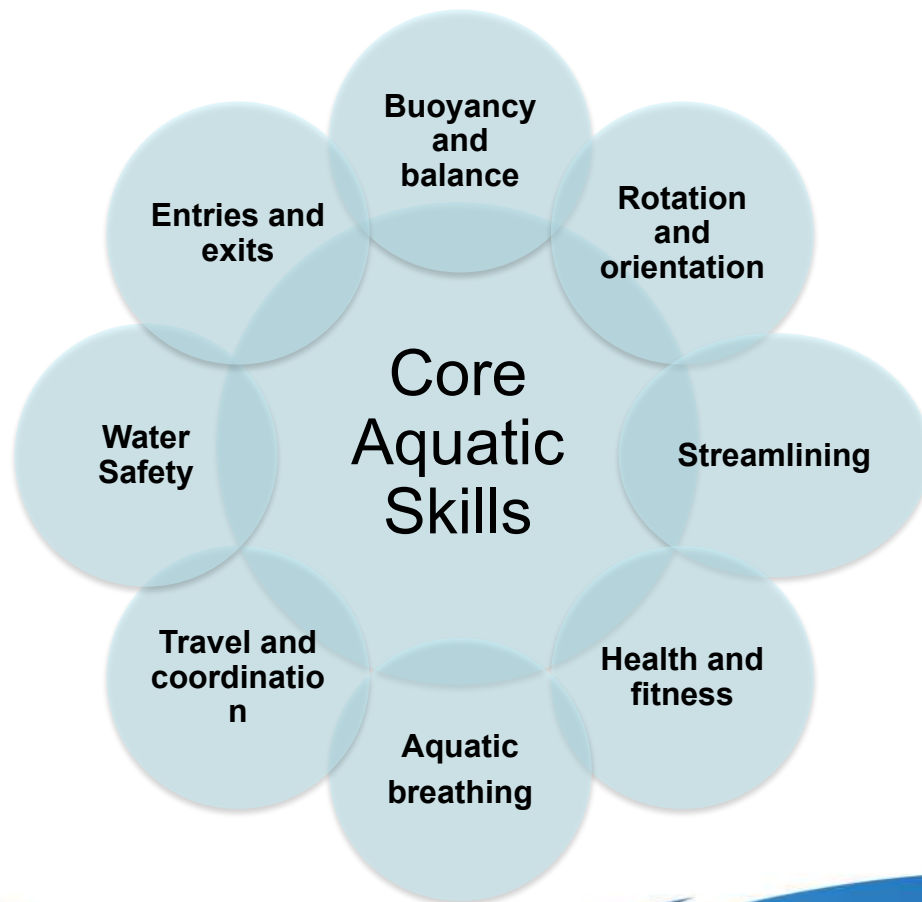 Buoyancy
and
balance
Rotation
and
orientation
Entries and
exits
Core
Aquatic
Skills
Water
Safety
Streamlining
Travel and
coordinatio
n
Health and
fitness
Aquatic
breathing